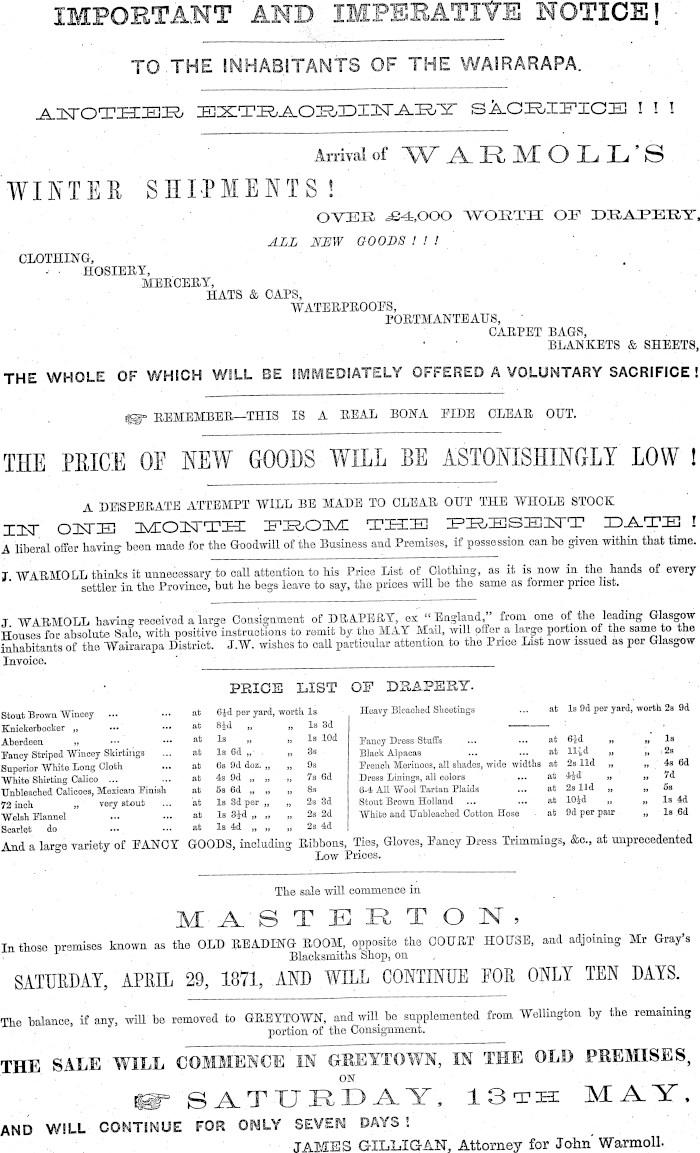 IMPORTANT AND IMPERATIVE NOTICE!
TO THE INHABITANTS OF THE WAIRARAPA.
ANOTHER EXTRAORDINARY SACRIFICE ! ! !
Arrival of WARMOLL'S
WINTER SHIPMENTS!
OVER £4,000 WORTH OF DRAPERY,
ALL NEW GOODS ! ! !
CLOTHING,
HOSIERY,
MERCERY,
HATS & CAPS,
WATERPROOFS,
PORTMANTEAUS,
CARPET BAGS,
BLANKETS & SHEETS,
THE WHOLE OF WHICH WILL BE IMMEDIATELY OFFERED A VOLUNTARY SACRIFICE!
☞ REMEMBER—THIS IS A REAL BONA FIDE CLEAR OUT.
THE PRICE OF NEW GOODS WILL BE ASTONISHINGLY LOW !
A DESPERATE ATTEMPT WILL BE MADE TO CLEAR OUT THE WHOLE STOCK
IN ONE MONTH FROM THE PRESENT DATE !
A liberal offer having been made for the Goodwill of the Business and Premises, if possession can be given within that time.
J. WARMOLL thinks it unnecessary to call attention to his Price List of Clothing, as it is now in the hands of every
settler in the Province, but he begs leave to say, the prices will be the same as former price list.
J. WARMOLL having received a large Consignment of DRAPERY, ex "England," from one of the leading Glasgow
Houses for absolute Sale, with positive instructions to remit by the MAY Mail, will offer a large portion of the same to the
inhabitants of the Wairarapa District. J.W. wishes to call particular attention to the Price List now issued as per Glasgow
Invoice.
PRICE LIST OF DRAPERY.
Stout Brown Wincey ... ... at 6½d per yard, worth 1s
Knickerbocker „ ... at 8½d „ „ 1s 3d
Aberdeen „ ... ... at 1s „ „ 1s 10d
Fancy Striped Wincey Skirtings ... at 1s 6d „ „ 3s
Superior White Long Cloth ... at 6s 9d doz. „ „ 9s
White Shirting Calico ... ... at 4s 9d „ „ „ 7s 6d
Unbleached Calicoes, Mexican Finish at 5s 6d „ „ „ 8s
72 inch „ very stout ... at 1s 3d per „ „ 2s 3d
Welsh Flannel ... ... at 1s 3½d „ „ „ 2s 2d
Scarlet do ... ... at 1s 4d „ „ „ 2s 4d
Heavy Bleached Sheetings ... at 1s 9d per yard, worth 2s 9d
Fancy Dress Stuffs ... ... at 6½d „ „ 1s
Black Alpacas ... ... at 11½d „ „ 2s
French Merinoes, all shades, wide widths at 2s 11d „ „ 4s 6d
Dress Linings, all colors ... at 4½d „ „ 7d
6-4 All Wool Tartan Plaids ... at 2s 11d „ „ 5s
Stout Brown Holland ... ... at 10½d „ „ 1s 4d
White and Unbleached Cotton Hose at 9d per pair „ 1s 6d
And a large variety of FANCY GOODS, including Ribbons, Ties, Gloves, Fancy Dress Trimmings, &c., at unprecedented
Low Prices.
The sale will commence in
MASTERTON,
In those premises known as the OLD READING ROOM, opposite the COURT HOUSE, and adjoining Mr Gray's
Blacksmiths Shop, on
SATURDAY, APRIL 29, 1871, AND WILL CONTINUE FOR ONLY TEN DAYS.
The balance, if any, will be removed to GREYTOWN, and will be supplemented from Wellington by the remaining
portion of the Consignment.
THE SALE WILL COMMENCE IN GREYTOWN, IN THE OLD PREMISES,
ON
☞ SATURDAY, 13TH MAY,
AND WILL CONTINUE FOR ONLY SEVEN DAYS !
JAMES GILLIGAN, Attorney for John Warmoll.